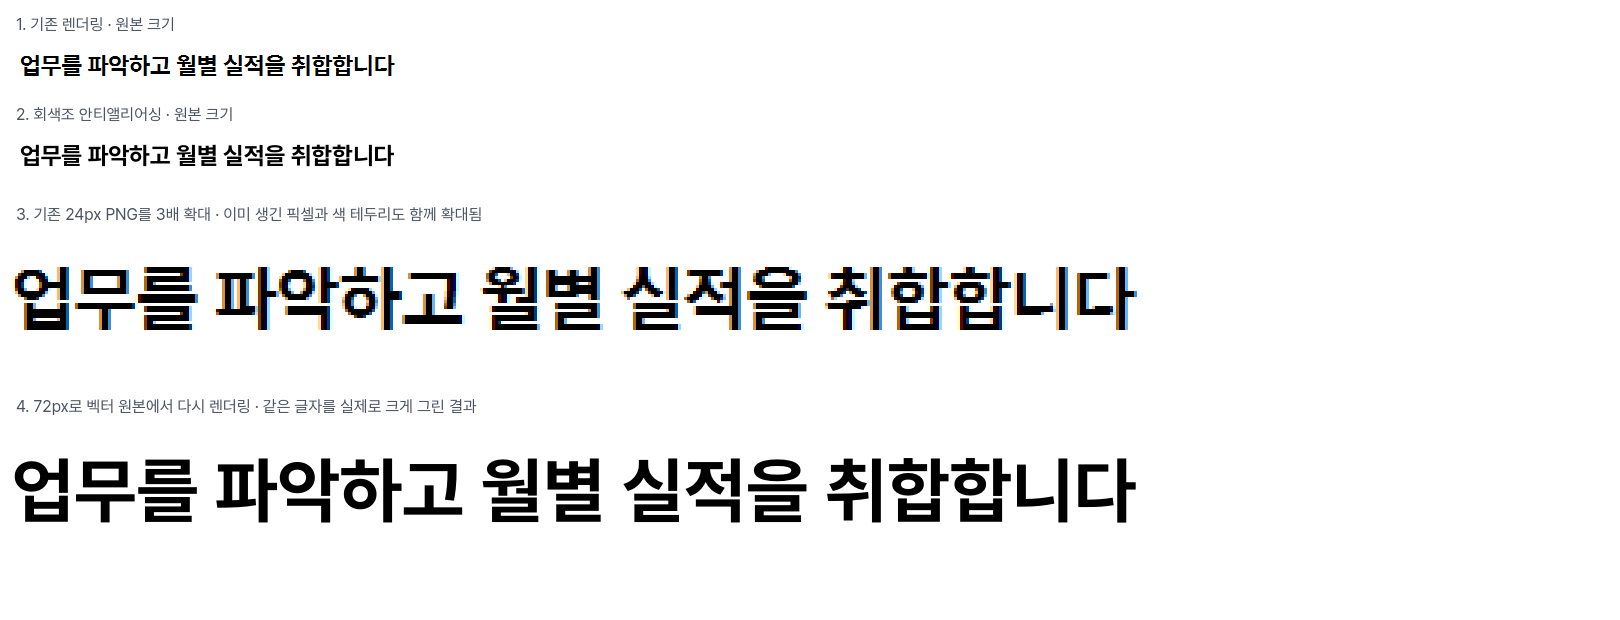 1. 기존 렌더링 · 원본 크기
업무를 파악하고 월별 실적을 취합합니다
2. 회색조 안티앨리어싱 · 원본 크기
업무를 파악하고 월별 실적을 취합합니다
3. 기존 24px PNG를 3배 확대 · 이미 생긴 픽셀과 색 테두리도 함께 확대됨
업무를 파악하고 월별 실적을 취합합니다
4. 72px로 벡터 원본에서 다시 렌더링 · 같은 글자를 실제로 크게 그린 결과
업무를 파악하고 월별 실적을 취합합니다